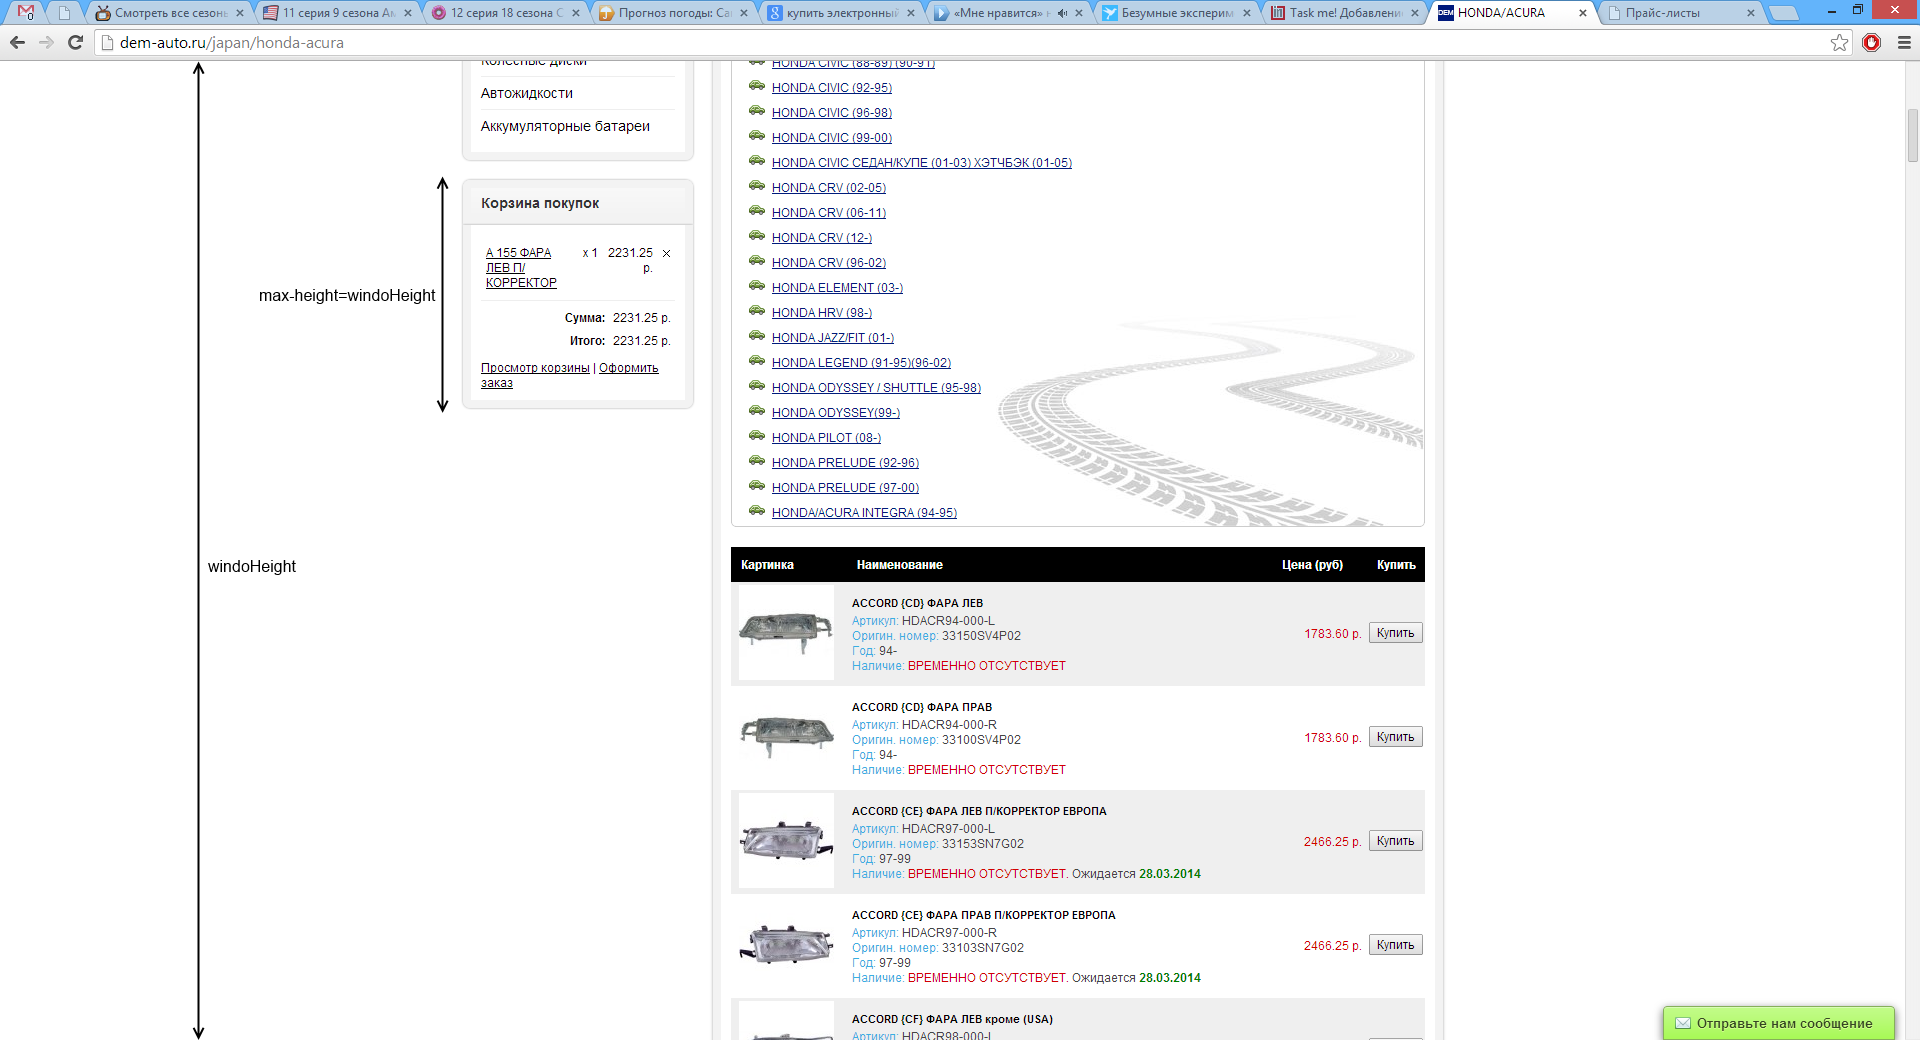 Смотреть все сезоны
11 серия 9 сезона Ам
12 серия 18 сезона С
Прогноз погоды: Са
купить электронный
«Мне нравится» н
Безумные эксперим
Task me! Добавлени
DEM HONDA/ACURA
Прайс-листы
dem-auto.ru/japan/honda-acura
Колесные диски
Автожидкости
Аккумуляторные батареи
Корзина покупок
А 155 ФАРА ЛЕВ П/КОРРЕКТОР x 1 2231.25 р.
Сумма: 2231.25 р.
Итого: 2231.25 р.
Просмотр корзины | Оформить
заказ
max-height=windoHeight
windoHeight
HONDA CIVIC (88-89) (90-91)
HONDA CIVIC (92-95)
HONDA CIVIC (96-98)
HONDA CIVIC (99-00)
HONDA CIVIC СЕДАН/КУПЕ (01-03) ХЭТЧБЭК (01-05)
HONDA CRV (02-05)
HONDA CRV (06-11)
HONDA CRV (12-)
HONDA CRV (96-02)
HONDA ELEMENT (03-)
HONDA HRV (98-)
HONDA JAZZ/FIT (01-)
HONDA LEGEND (91-95)(96-02)
HONDA ODYSSEY / SHUTTLE (95-98)
HONDA ODYSSEY(99-)
HONDA PILOT (08-)
HONDA PRELUDE (92-96)
HONDA PRELUDE (97-00)
HONDA/ACURA INTEGRA (94-95)
Картинка Наименование Цена (руб) Купить
ACCORD {CD} ФАРА ЛЕВ
Артикул: HDACR94-000-L
Оригин. номер: 33150SV4P02
Год: 94-
Наличие: ВРЕМЕННО ОТСУТСТВУЕТ
1783.60 р. Купить
ACCORD {CD} ФАРА ПРАВ
Артикул: HDACR94-000-R
Оригин. номер: 33100SV4P02
Год: 94-
Наличие: ВРЕМЕННО ОТСУТСТВУЕТ
1783.60 р. Купить
ACCORD {CE} ФАРА ЛЕВ П/КОРРЕКТОР ЕВРОПА
Артикул: HDACR97-000-L
Оригин. номер: 33153SN7G02
Год: 97-99
Наличие: ВРЕМЕННО ОТСУТСТВУЕТ. Ожидается 28.03.2014
2466.25 р. Купить
ACCORD {CE} ФАРА ПРАВ П/КОРРЕКТОР ЕВРОПА
Артикул: HDACR97-000-R
Оригин. номер: 33103SN7G02
Год: 97-99
Наличие: ВРЕМЕННО ОТСУТСТВУЕТ. Ожидается 28.03.2014
2466.25 р. Купить
ACCORD {CF} ФАРА ЛЕВ кроме (USA)
Артикул: HDACR98-000-L
Отправьте нам сообщение